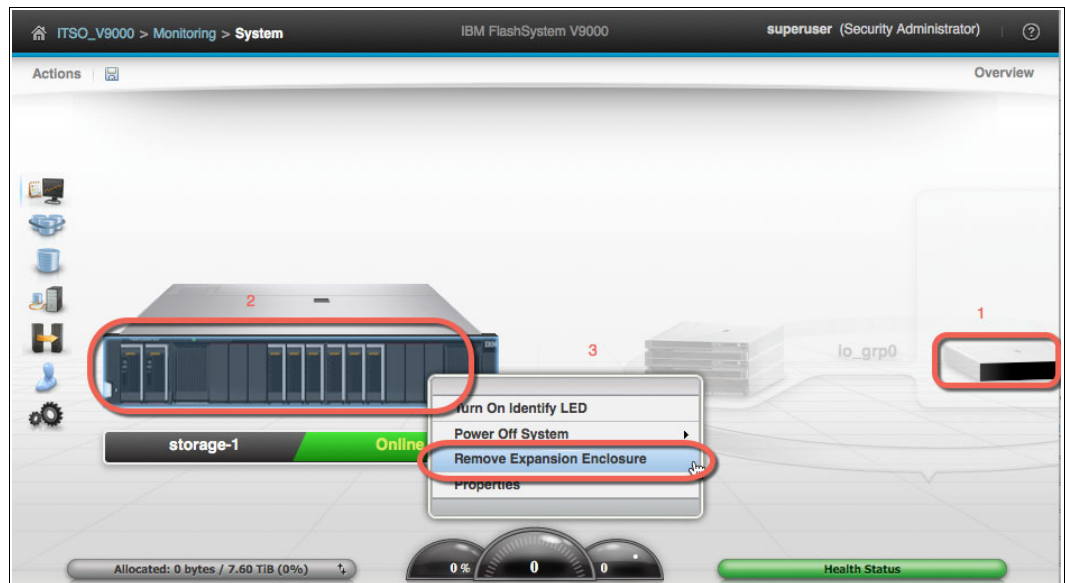 ITSO_V9000 > Monitoring > System
IBM FlashSystem V9000
superuser (Security Administrator)
?
Actions
Overview
1
2
3
IBM
io_grp0
Turn On Identify LED
Power Off System
Remove Expansion Enclosure
Properties
storage-1
Online
Allocated: 0 bytes / 7.60 TiB (0%)
0 %
0
0
Health Status